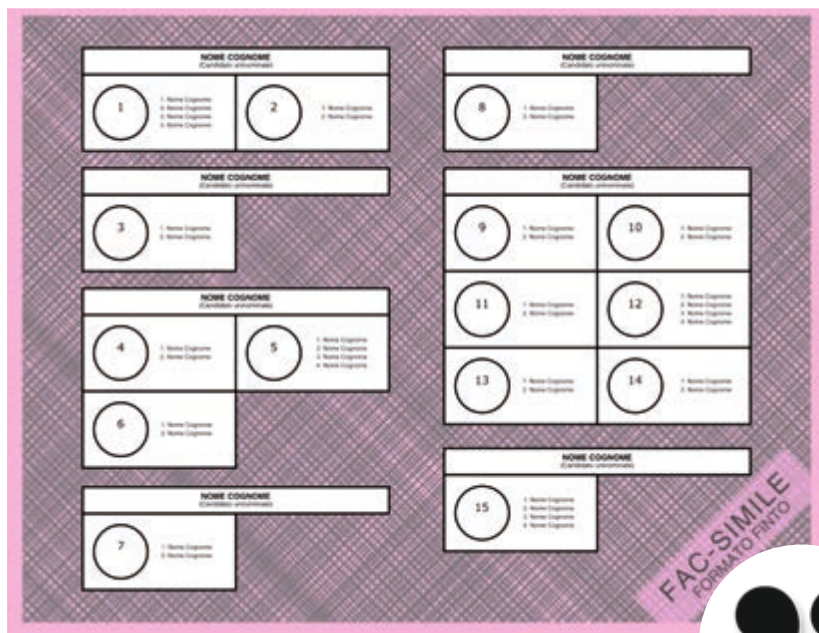 NOME COGNOME
(Candidato uninominale)
1
1. Nome Cognome
2. Nome Cognome
3. Nome Cognome
4. Nome Cognome
2
1. Nome Cognome
2. Nome Cognome
NOME COGNOME
(Candidato uninominale)
3
1. Nome Cognome
2. Nome Cognome
NOME COGNOME
(Candidato uninominale)
4
1. Nome Cognome
2. Nome Cognome
5
1. Nome Cognome
2. Nome Cognome
3. Nome Cognome
4. Nome Cognome
6
1. Nome Cognome
2. Nome Cognome
NOME COGNOME
(Candidato uninominale)
7
1. Nome Cognome
2. Nome Cognome
NOME COGNOME
(Candidato uninominale)
8
1. Nome Cognome
2. Nome Cognome
NOME COGNOME
(Candidato uninominale)
9
1. Nome Cognome
2. Nome Cognome
10
1. Nome Cognome
2. Nome Cognome
11
1. Nome Cognome
2. Nome Cognome
12
1. Nome Cognome
2. Nome Cognome
3. Nome Cognome
4. Nome Cognome
13
1. Nome Cognome
2. Nome Cognome
14
1. Nome Cognome
2. Nome Cognome
NOME COGNOME
(Candidato uninominale)
15
1. Nome Cognome
2. Nome Cognome
3. Nome Cognome
4. Nome Cognome
FAC-SIMILE
FORMATO FINTO